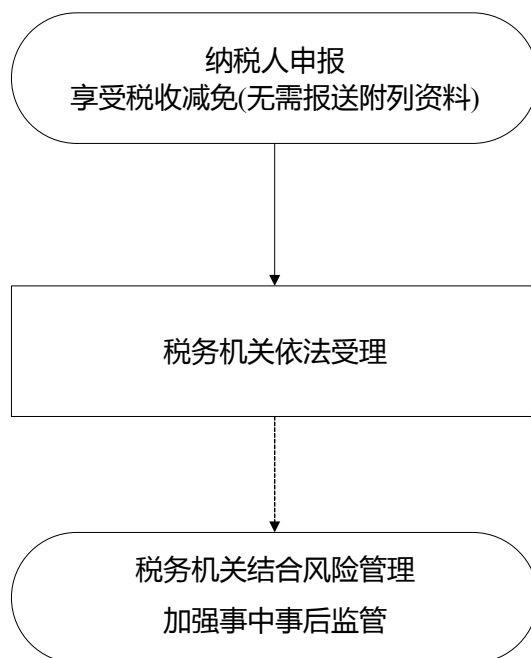 纳税人申报
享受税收减免(无需报送附列资料)
税务机关依法受理
税务机关结合风险管理
加强事中事后监管